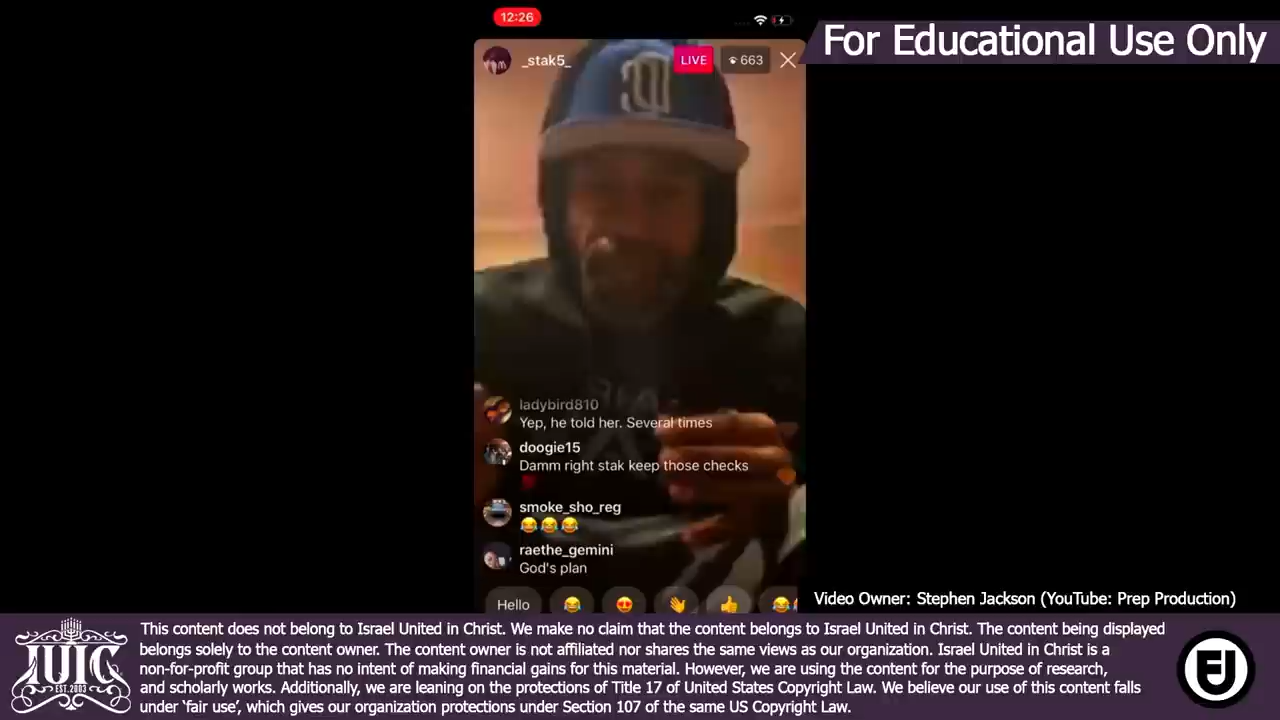 12:26
For Educational Use Only
_stak5_
LIVE
663
ladybird810
Yep, he told her. Several times
doogie15
Damm right stak keep those checks
smoke_sho_reg
😂😂😂
raethe_gemini
God's plan
Hello
Video Owner: Stephen Jackson (YouTube: Prep Production)
IUIC
EST. 2003
This content does not belong to Israel United in Christ. We make no claim that the content belongs to Israel United in Christ. The content being displayed
belongs solely to the content owner. The content owner is not affiliated nor shares the same views as our organization. Israel United in Christ is a
non-for-profit group that has no intent of making financial gains for this material. However, we are using the content for the purpose of research,
and scholarly works. Additionally, we are leaning on the protections of Title 17 of United States Copyright Law. We believe our use of this content falls
under 'fair use', which gives our organization protections under Section 107 of the same US Copyright Law.